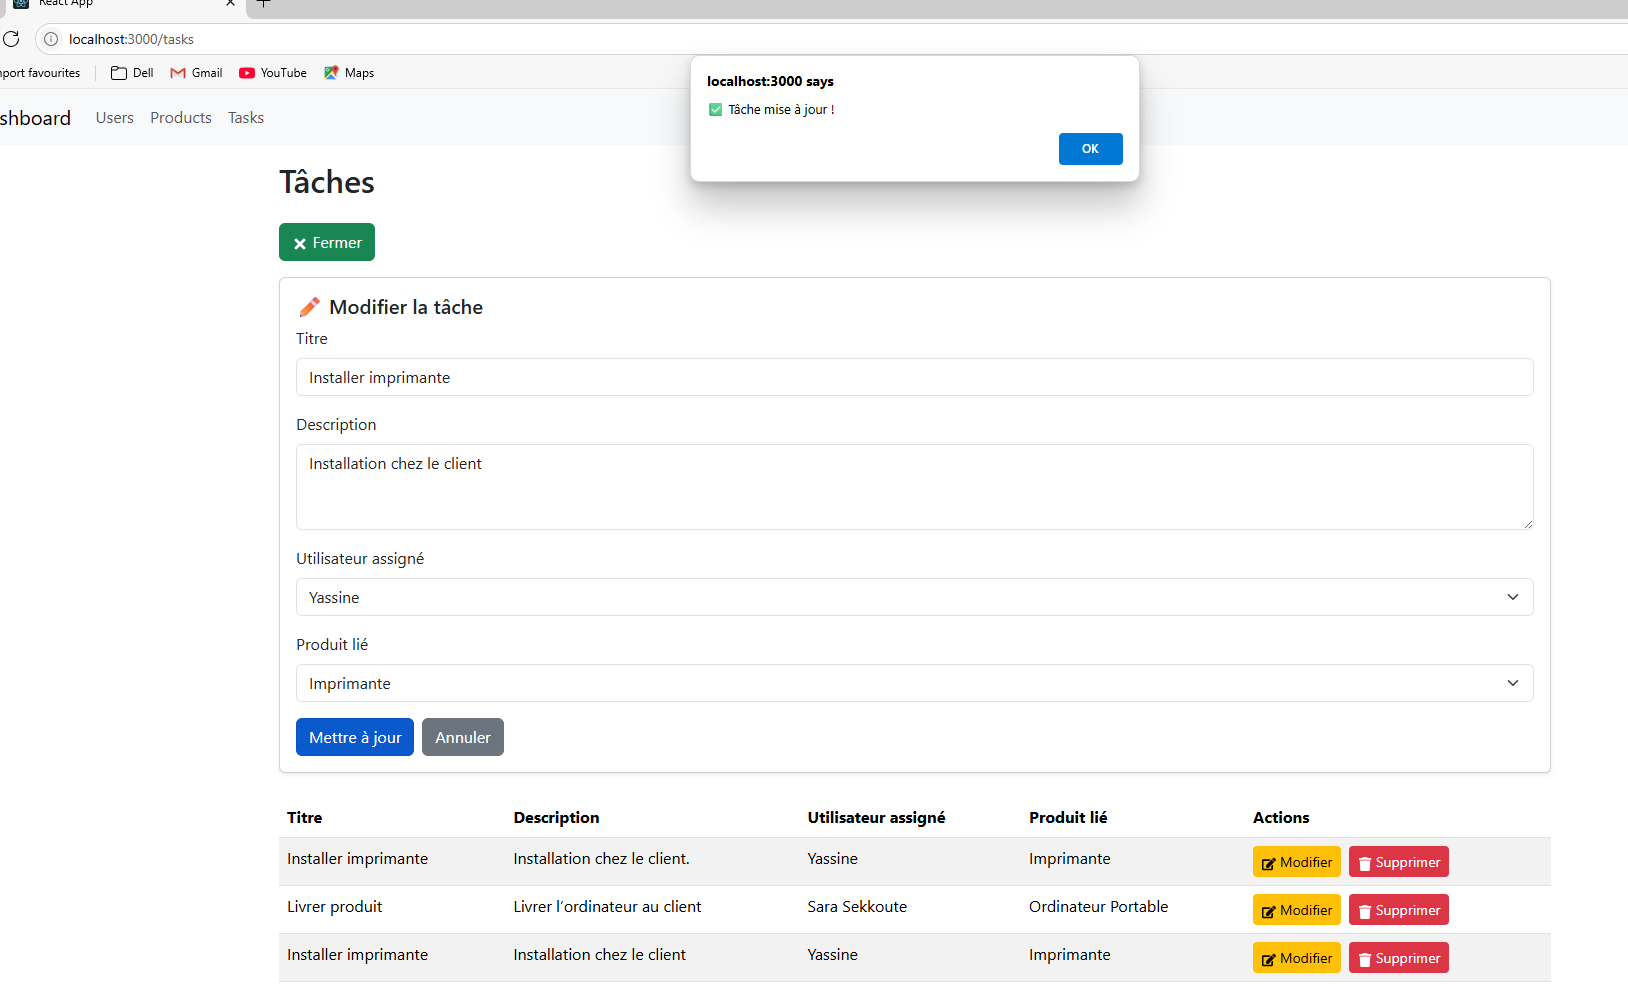 React App
localhost:3000/tasks
port favourites
Dell
Gmail
YouTube
Maps
localhost:3000 says
✅ Tâche mise à jour !
OK
shboard
Users
Products
Tasks
Tâches
Fermer
Modifier la tâche
Titre
Installer imprimante
Description
Installation chez le client
Utilisateur assigné
Yassine
Produit lié
Imprimante
Mettre à jour
Annuler
Titre Description Utilisateur assigné Produit lié Actions
Installer imprimante Installation chez le client. Yassine Imprimante Modifier Supprimer
Livrer produit Livrer l’ordinateur au client Sara Sekkoute Ordinateur Portable Modifier Supprimer
Installer imprimante Installation chez le client Yassine Imprimante Modifier Supprimer